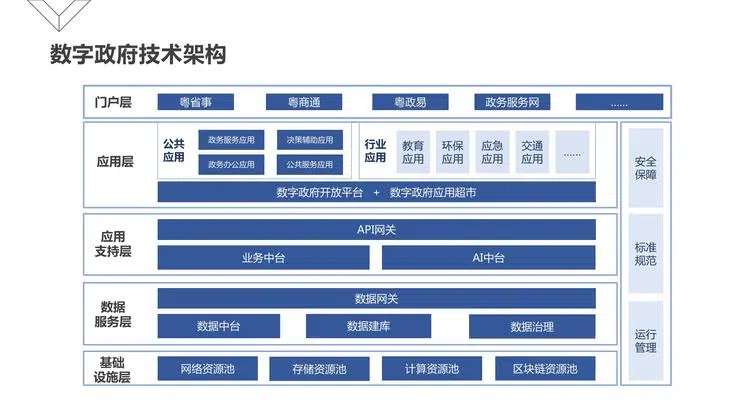 数字政府技术架构
门户层
粤省事
粤商通
粤政易
政务服务网
......
应用层
公共
应用
政务服务应用
决策辅助应用
政务办公应用
公共服务应用
行业
应用
教育
应用
环保
应用
应急
应用
交通
应用
......
数字政府开放平台 + 数字政府应用超市
应用
支持层
API网关
业务中台
AI中台
数据
服务层
数据网关
数据中台
数据建库
数据治理
基础
设施层
网络资源池
存储资源池
计算资源池
区块链资源池
安全
保障
标准
规范
运行
管理